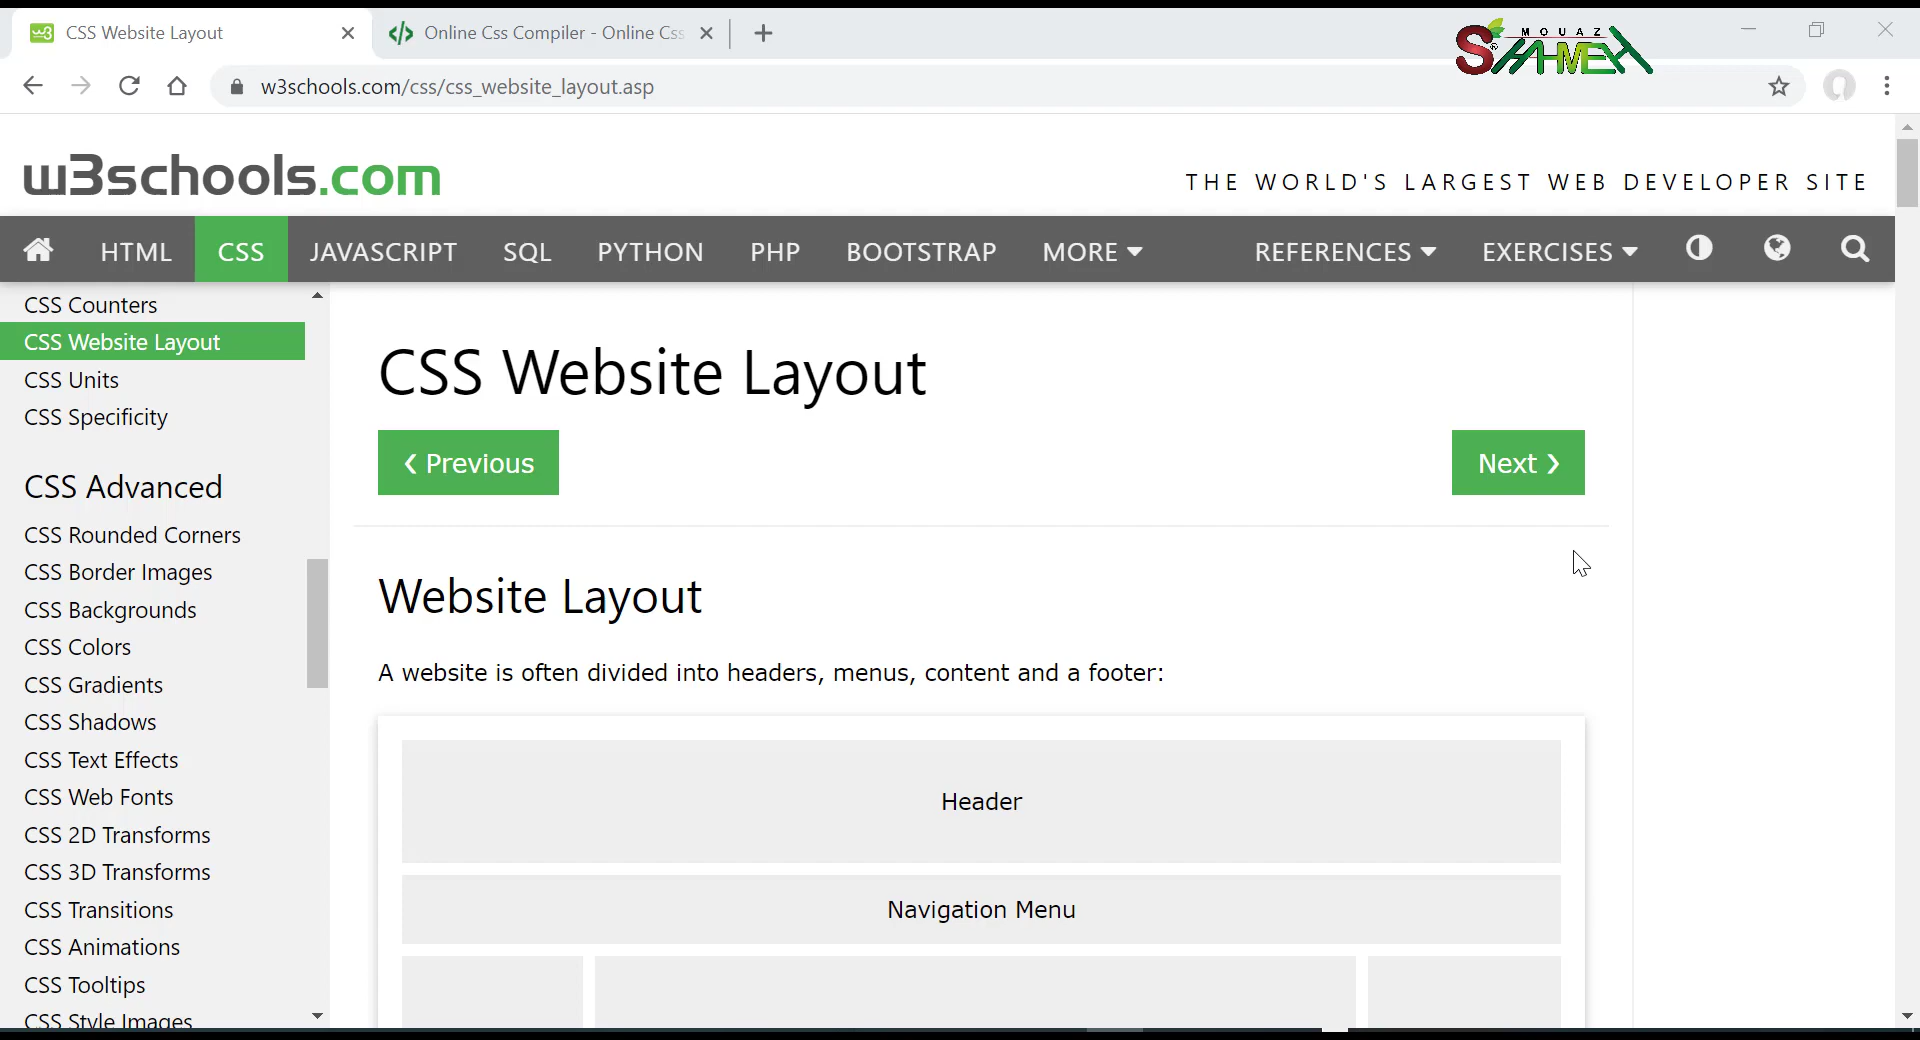 CSS Website Layout
Online Css Compiler - Online Css
MOUAZ
w3schools.com/css/css_website_layout.asp
w3schools.com
THE WORLD'S LARGEST WEB DEVELOPER SITE
HTML CSS JAVASCRIPT SQL PYTHON PHP BOOTSTRAP MORE REFERENCES EXERCISES
CSS Counters
CSS Website Layout
CSS Units
CSS Specificity
CSS Advanced
CSS Rounded Corners
CSS Border Images
CSS Backgrounds
CSS Colors
CSS Gradients
CSS Shadows
CSS Text Effects
CSS Web Fonts
CSS 2D Transforms
CSS 3D Transforms
CSS Transitions
CSS Animations
CSS Tooltips
CSS Style Images
CSS Website Layout
❮ Previous
Next ❯
Website Layout
A website is often divided into headers, menus, content and a footer:
Header
Navigation Menu